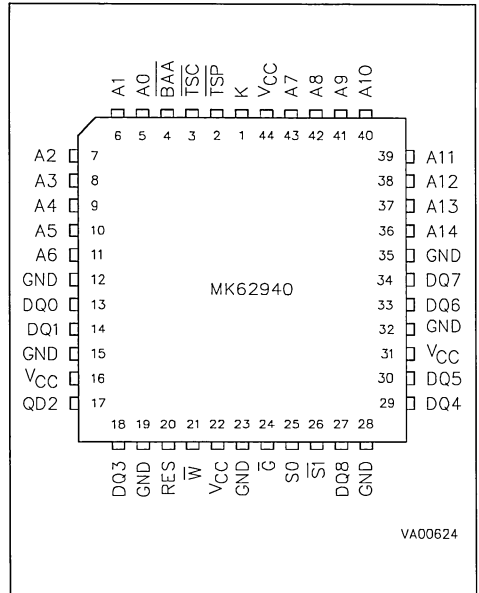 A1 A0 BAA TSC TSP K VCC A7 A8 A9 A10
6 5 4 3 2 1 44 43 42 41 40
A2 7 39 A11
A3 8 38 A12
A4 9 37 A13
A5 10 36 A14
A6 11 35 GND
GND 12 34 DQ7
DQ0 13 MK62940 33 DQ6
DQ1 14 32 GND
GND 15 31 VCC
VCC 16 30 DQ5
QD2 17 29 DQ4
18 19 20 21 22 23 24 25 26 27 28
DQ3 GND RES W VCC GND G S0 S1 DQ8 GND
VA00624